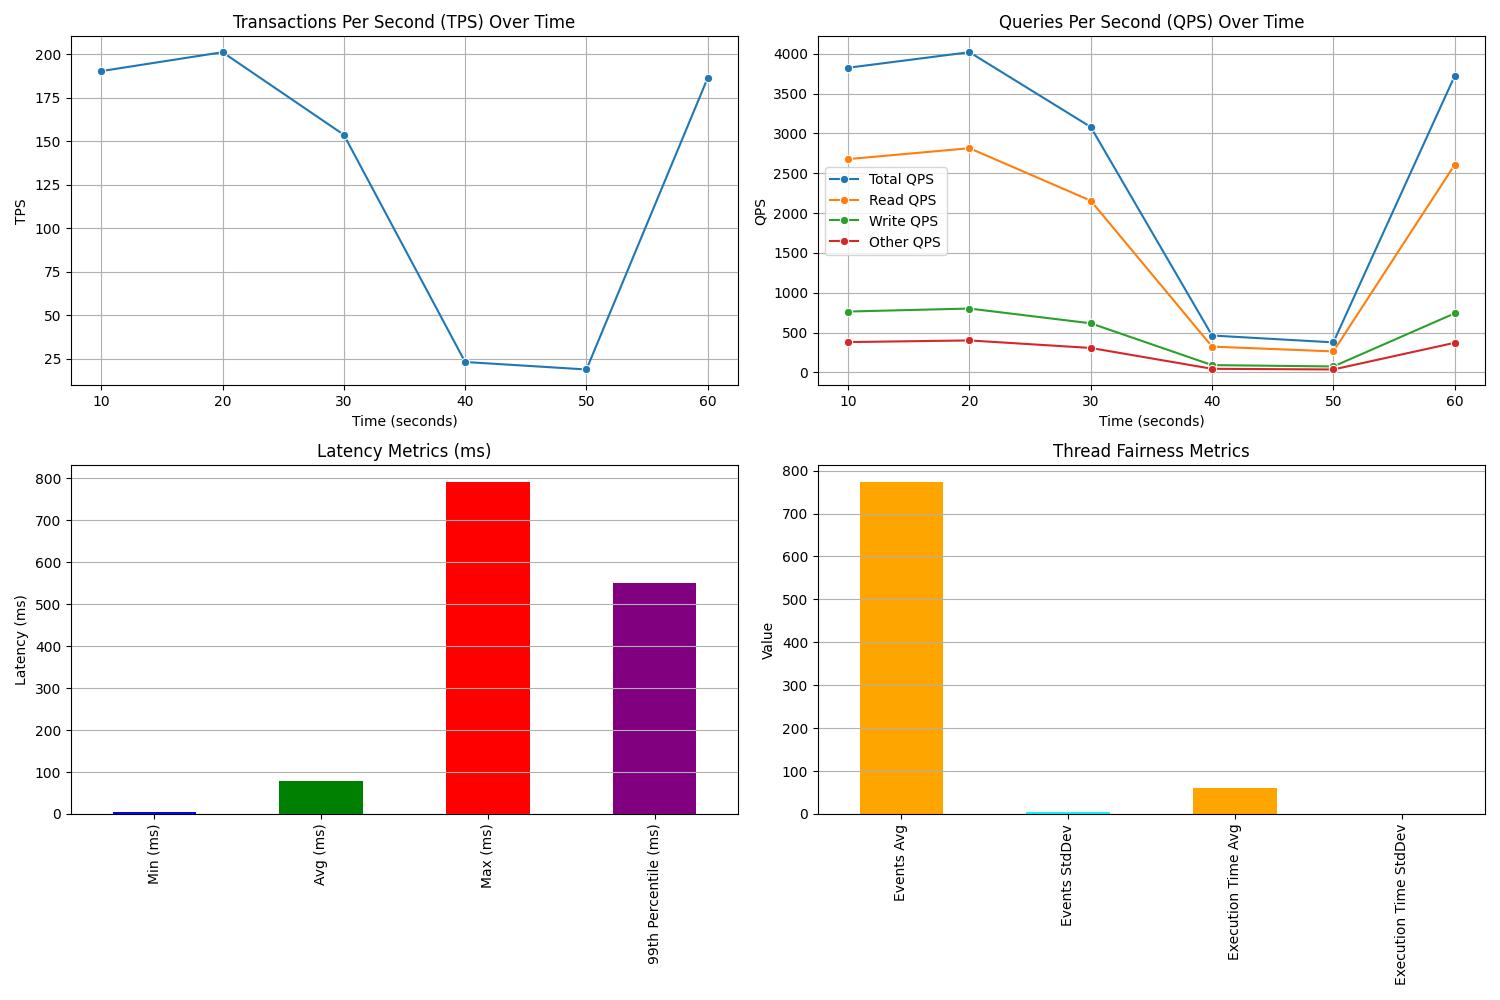 Transactions Per Second (TPS) Over Time
200
175
150
125
100
75
50
25
TPS
10 20 30 40 50 60
Time (seconds)
Queries Per Second (QPS) Over Time
4000
3500
3000
2500
2000
1500
1000
500
0
QPS
Total QPS
Read QPS
Write QPS
Other QPS
10 20 30 40 50 60
Time (seconds)
Latency Metrics (ms)
800
700
600
500
400
300
200
100
0
Latency (ms)
Min (ms)
Avg (ms)
Max (ms)
99th Percentile (ms)
Thread Fairness Metrics
800
700
600
500
400
300
200
100
0
Value
Events Avg
Events StdDev
Execution Time Avg
Execution Time StdDev